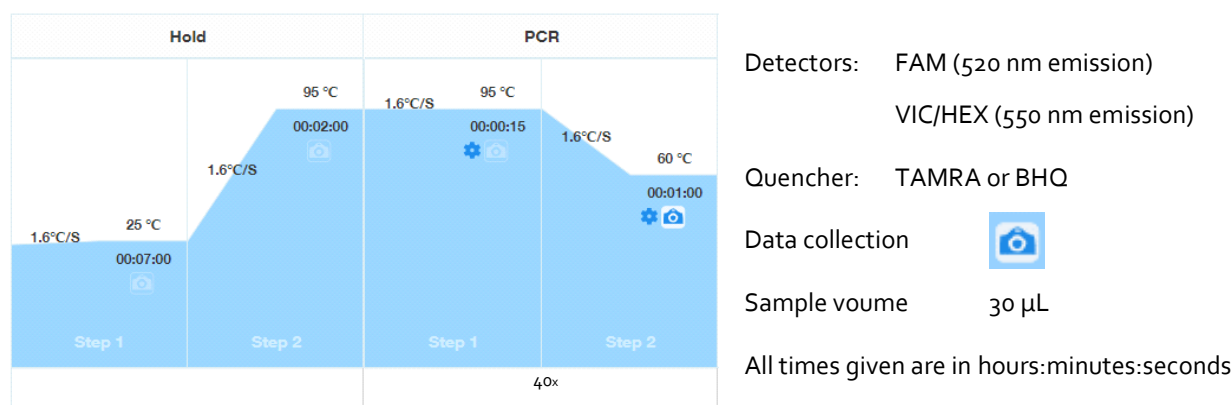 Hold
PCR
1.6°C/S
25 °C
00:07:00
Step 1
1.6°C/S
95 °C
00:02:00
Step 2
1.6°C/S
95 °C
00:00:15
Step 1
1.6°C/S
60 °C
00:01:00
Step 2
40x
Detectors: FAM (520 nm emission)
VIC/HEX (550 nm emission)
Quencher: TAMRA or BHQ
Data collection
Sample voume 30 µL
All times given are in hours:minutes:seconds